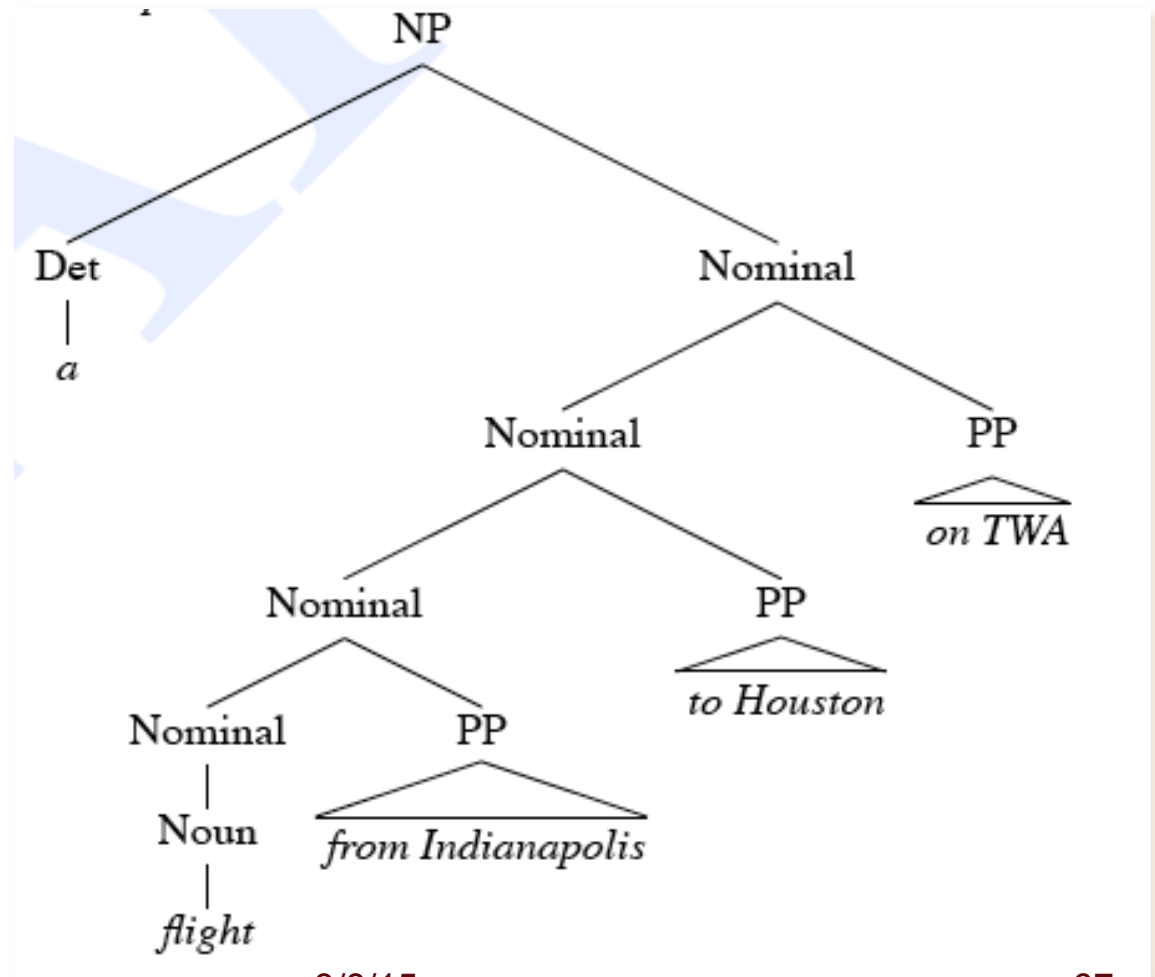 NP
Det Nominal
a
Nominal PP
on TWA
Nominal PP
to Houston
Nominal PP
Noun
from Indianapolis
flight